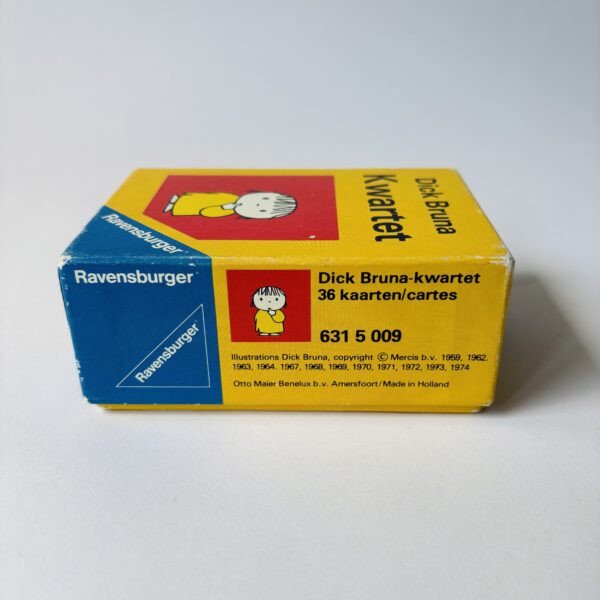 Dick Bruna
Kwartet
Ravensburger
Ravensburger
Ravensburger
Dick Bruna-kwartet
36 kaarten/cartes
631 5 009
Illustrations Dick Bruna, copyright © Mercis b.v. 1959, 1962.
1963, 1964. 1967, 1968, 1969, 1970, 1971, 1972, 1973, 1974
Otto Maier Benelux b.v. Amersfoort/Made in Holland